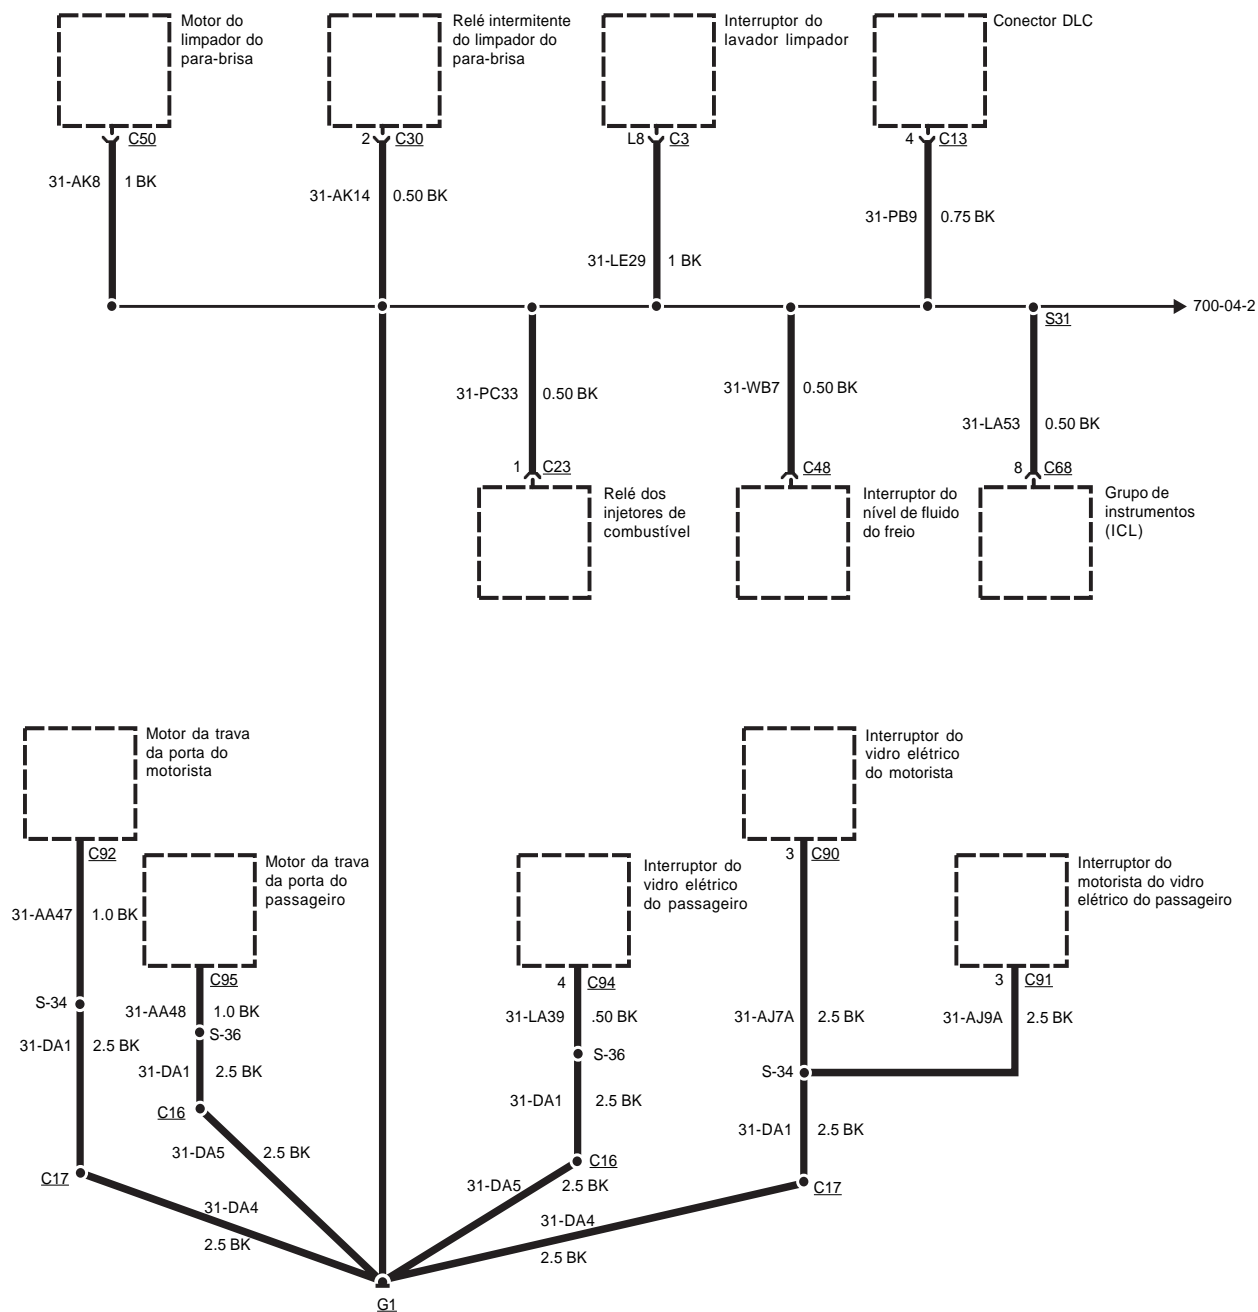 Motor do
limpador do
para-brisa
Relé intermitente
do limpador do
para-brisa
Interruptor do
lavador limpador
Conector DLC
C50
2 C30
L8 C3
4 C13
31-AK8 1 BK
31-AK14 0.50 BK
31-PB9 0.75 BK
31-LE29 1 BK
700-04-2
S31
31-PC33 0.50 BK
31-WB7 0.50 BK
31-LA53 0.50 BK
1 C23
C48
8 C68
Relé dos
injetores de
combustível
Interruptor do
nível de fluido
do freio
Grupo de
instrumentos
(ICL)
Motor da trava
da porta do
motorista
Interruptor do
vidro elétrico
do motorista
C92
3 C90
Motor da trava
da porta do
passageiro
Interruptor do
vidro elétrico
do passageiro
Interruptor do
motorista do vidro
elétrico do passageiro
31-AA47 1.0 BK
C95
4 C94
3 C91
S-34
31-AA48 1.0 BK
31-LA39 .50 BK
31-AJ7A 2.5 BK
31-AJ9A 2.5 BK
S-36
31-DA1 2.5 BK
S-36
31-DA1 2.5 BK
S-34
C16
31-DA1 2.5 BK
31-DA1 2.5 BK
31-DA5 2.5 BK
C16
C17
31-DA5 2.5 BK
C17
31-DA4
2.5 BK
31-DA4
2.5 BK
G1